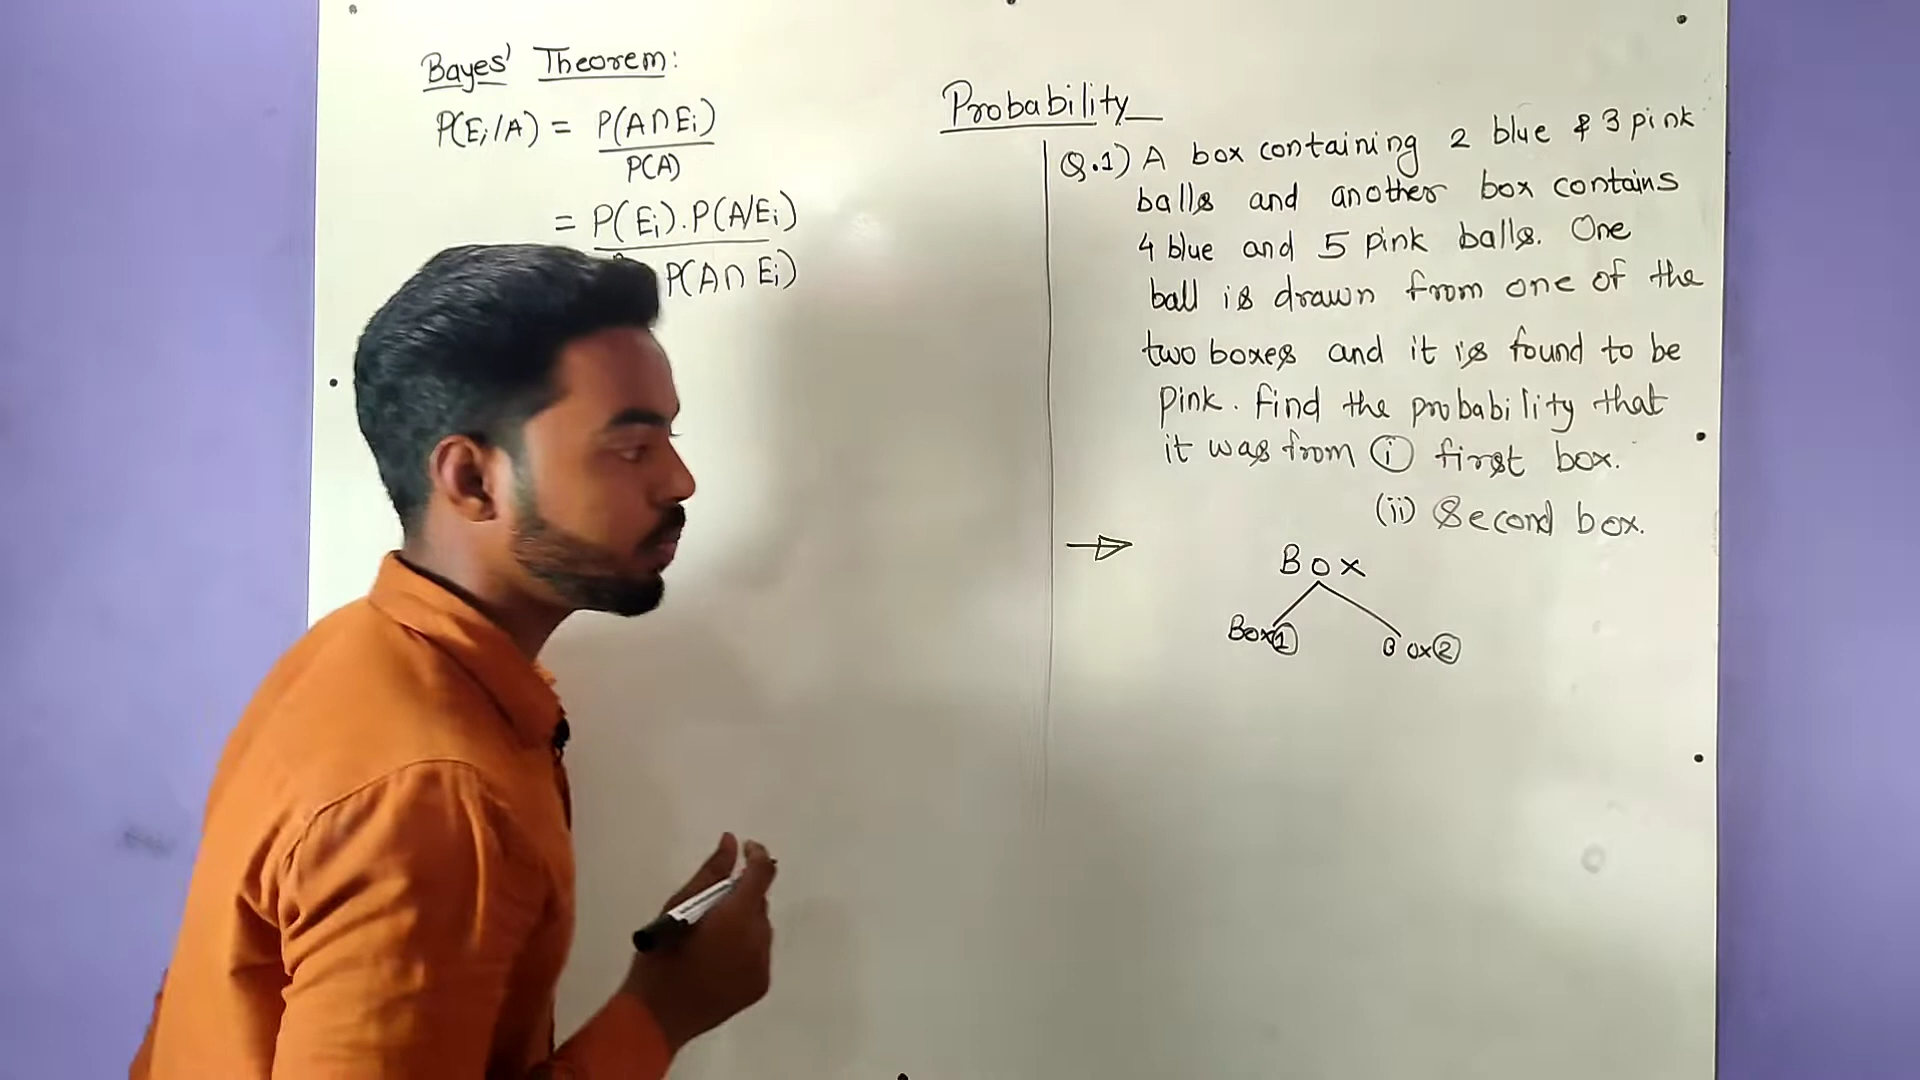 Bayes' Theorem:
P(Ei/A) = P(A∩Ei)
P(A)
= P(Ei).P(A/Ei)
P(A∩Ei)
Probability
Q.1) A box containing 2 blue & 3 pink
balls and another box contains
4 blue and 5 pink balls. One
ball is drawn from one of the
two boxes and it is found to be
pink. find the probability that
it was from (i) first box.
(ii) Second box.
Box
Box 1
Box 2